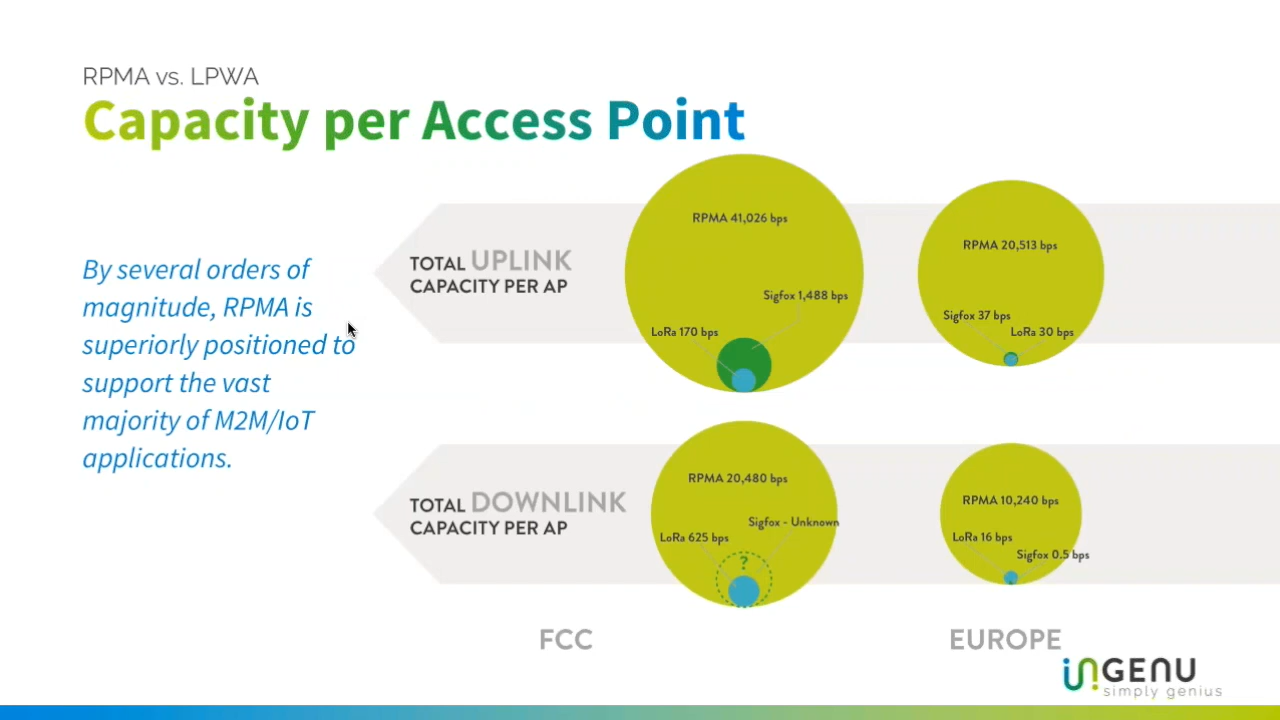 RPMA vs. LPWA
Capacity per Access Point
By several orders of
magnitude, RPMA is
superiorly positioned to
support the vast
majority of M2M/IoT
applications.
TOTAL UPLINK
CAPACITY PER AP
RPMA 41,026 bps
Sigfox 1,488 bps
LoRa 170 bps
RPMA 20,513 bps
Sigfox 37 bps
LoRa 30 bps
TOTAL DOWNLINK
CAPACITY PER AP
RPMA 20,480 bps
Sigfox - Unknown
LoRa 625 bps
?
RPMA 10,240 bps
LoRa 16 bps
Sigfox 0.5 bps
FCC
EUROPE
inGENU
simply genius